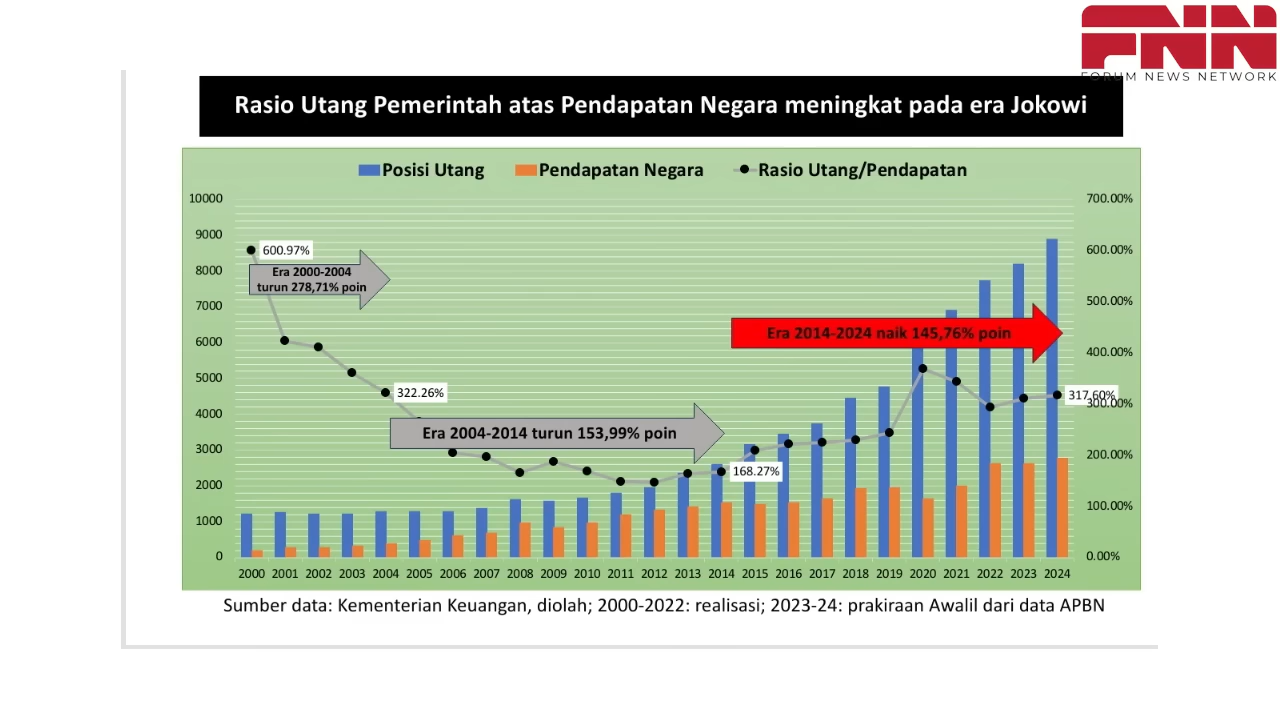 FNN
FORUM NEWS NETWORK
Rasio Utang Pemerintah atas Pendapatan Negara meningkat pada era Jokowi
Posisi Utang Pendapatan Negara Rasio Utang/Pendapatan
10000 700.00%
9000 600.00%
600.97%
8000
Era 2000-2004
turun 278,71% poin
7000 500.00%
Era 2014-2024 naik 145,76% poin
6000 400.00%
5000
322.26%
317.60%
300.00%
4000
Era 2004-2014 turun 153,99% poin
3000 200.00%
168.27%
2000
1000 100.00%
0 0.00%
2000 2001 2002 2003 2004 2005 2006 2007 2008 2009 2010 2011 2012 2013 2014 2015 2016 2017 2018 2019 2020 2021 2022 2023 2024
Sumber data: Kementerian Keuangan, diolah; 2000-2022: realisasi; 2023-24: prakiraan Awalil dari data APBN